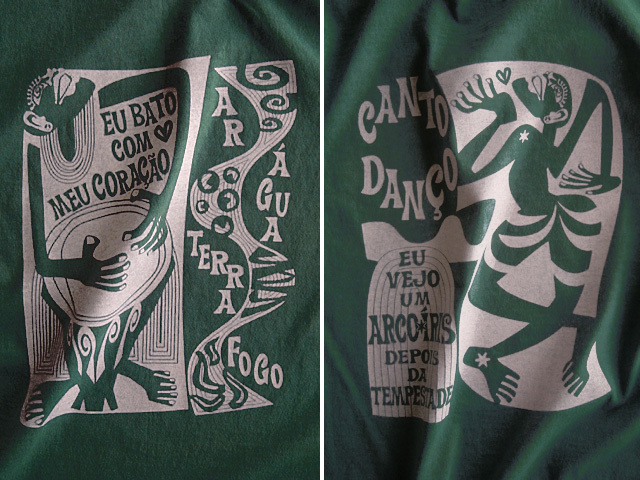 EU BATO
COM
MEU CORAÇÃO
AR
ÁGUA
TERRA
FOGO
CANTO
DANÇO
EU
VEJO
UM
ARCO-ÍRIS
DEPOIS
DA
TEMPESTADE